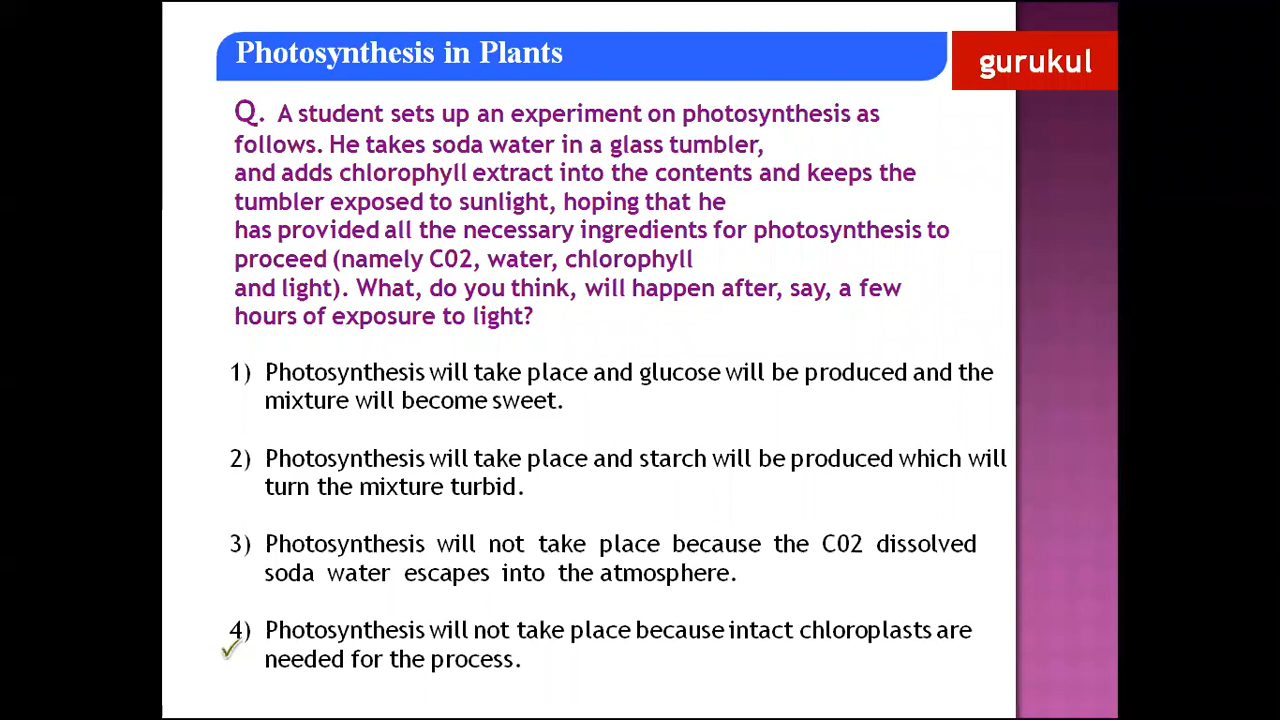 Photosynthesis in Plants
gurukul
Q. A student sets up an experiment on photosynthesis as
follows. He takes soda water in a glass tumbler,
and adds chlorophyll extract into the contents and keeps the
tumbler exposed to sunlight, hoping that he
has provided all the necessary ingredients for photosynthesis to
proceed (namely C02, water, chlorophyll
and light). What, do you think, will happen after, say, a few
hours of exposure to light?
1) Photosynthesis will take place and glucose will be produced and the
mixture will become sweet.
2) Photosynthesis will take place and starch will be produced which will
turn the mixture turbid.
3) Photosynthesis will not take place because the C02 dissolved
soda water escapes into the atmosphere.
4) Photosynthesis will not take place because intact chloroplasts are
needed for the process.